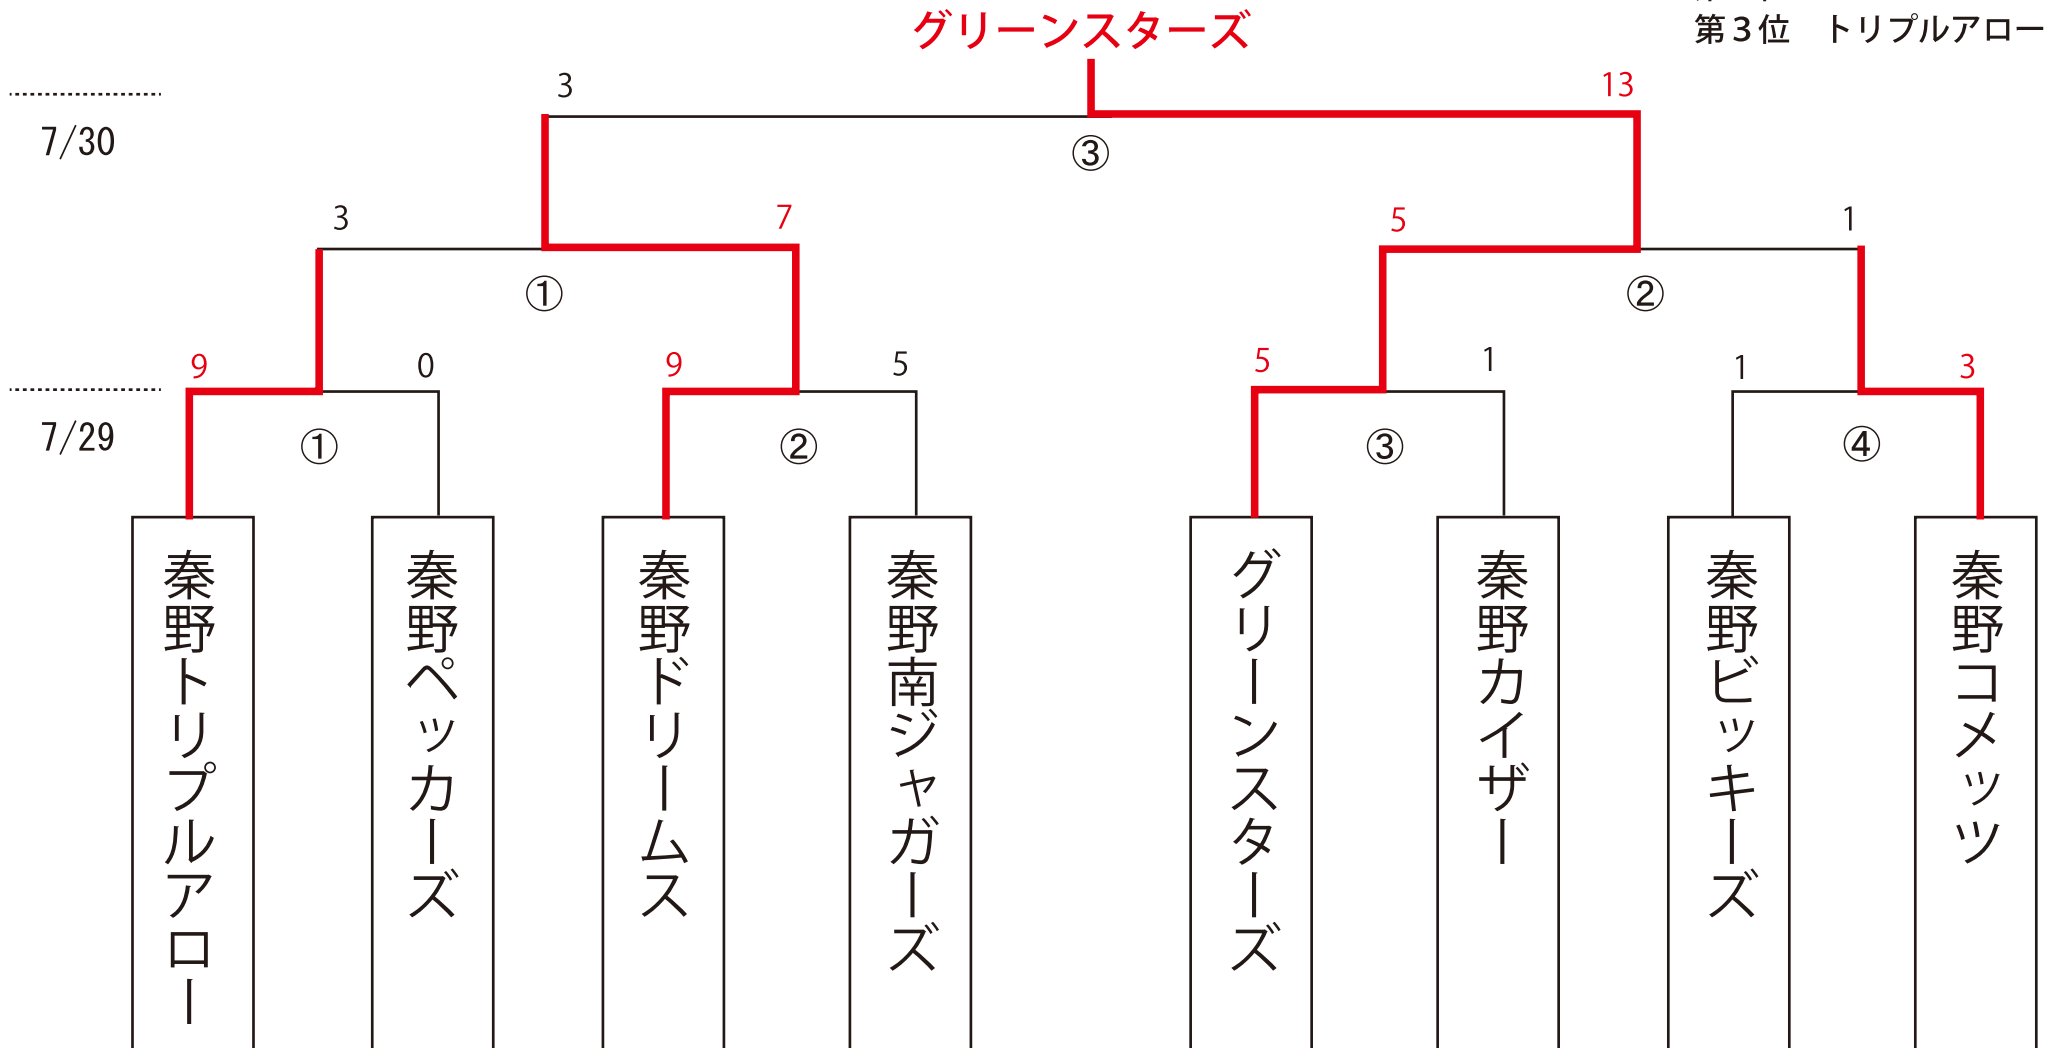 グリーンスターズ
第３位　トリプルアロー
3
13
7/30
③
3
7
5
1
①
②
9
0
9
5
5
1
1
3
7/29
①
②
③
④
秦野トリプルアロー
秦野ペッカーズ
秦野ドリームス
秦野南ジャガーズ
グリーンスターズ
秦野カイザー
秦野ビッキーズ
秦野コメッツ